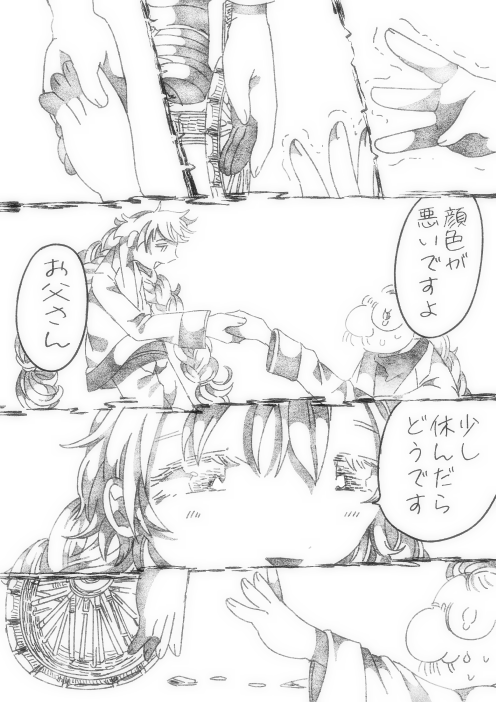 顔色が
悪いですよ
お父さん
少し
休んだら
どうです